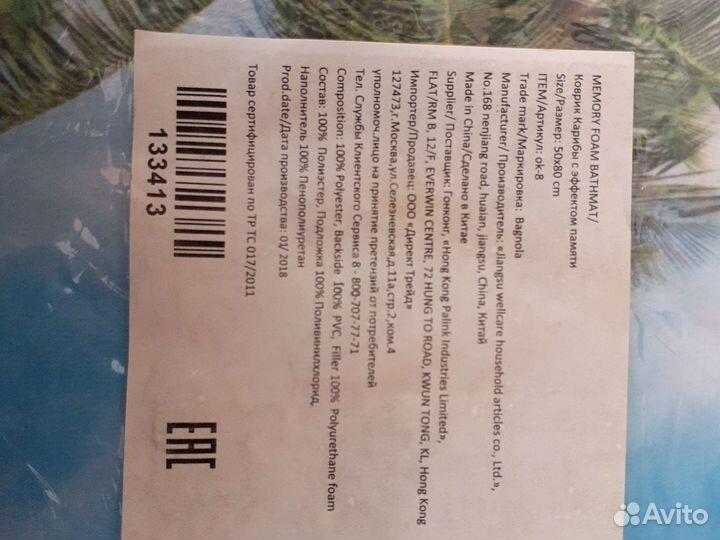 MEMORY FOAM BATHMAT/
Коврик Карибы с эффектом памяти
Size/Размер: 50x80 cm
ITEM/Артикул: ok-8
Trade mark/Маркировка: Bagnola
Manufacturer/ Производитель: «Jiangsu wellcare household articles co., Ltd.»,
No.168 nenjiang road, huaian, jiangsu, China, Китай
Made in China/Сделано в Китае
Supplier/ Поставщик: Гонконг, «Hong Kong Palink Industries Limited»,
FLAT/RM B, 12/F, EVERWIN CENTRE, 72 HUNG TO ROAD, KWUN TONG, KL, Hong Kong
Импортер/Продавец: ООО «Директ Трейд»
127473,г.Москва,ул.Селезневская,д.11а,стр.2,ком.4
уполномоч.лицо на принятие претензий от потребителей
Тел. Службы Клиентского Сервиса 8 - 800-707-77-71
Composition: 100% Polyester, Backside 100% PVC, Filler 100% Polyurethane foam
Состав: 100% Полиэстер, Подложка 100% Поливинилхлорид,
Наполнитель 100% Пенополиуретан
Prod.date/Дата производства: 01/ 2018
Товар сертифицирован по ТР ТС 017/2011
133413
EAC
Avito